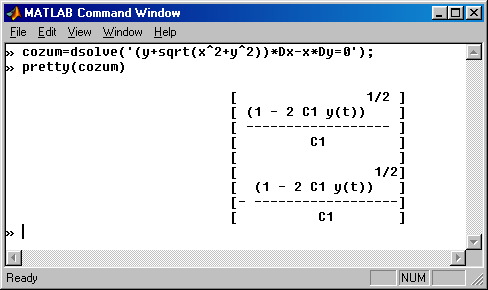 MATLAB Command Window
File Edit View Window Help
» cozum=dsolve('(y+sqrt(x^2+y^2))*Dx-x*Dy=0');
» pretty(cozum)
[                1/2 ]
[ (1 - 2 C1 y(t))    ]
[ ------------------ ]
[         C1         ]
[                    ]
[                 1/2]
[  (1 - 2 C1 y(t))   ]
[- ------------------]
[          C1        ]
»
Ready NUM